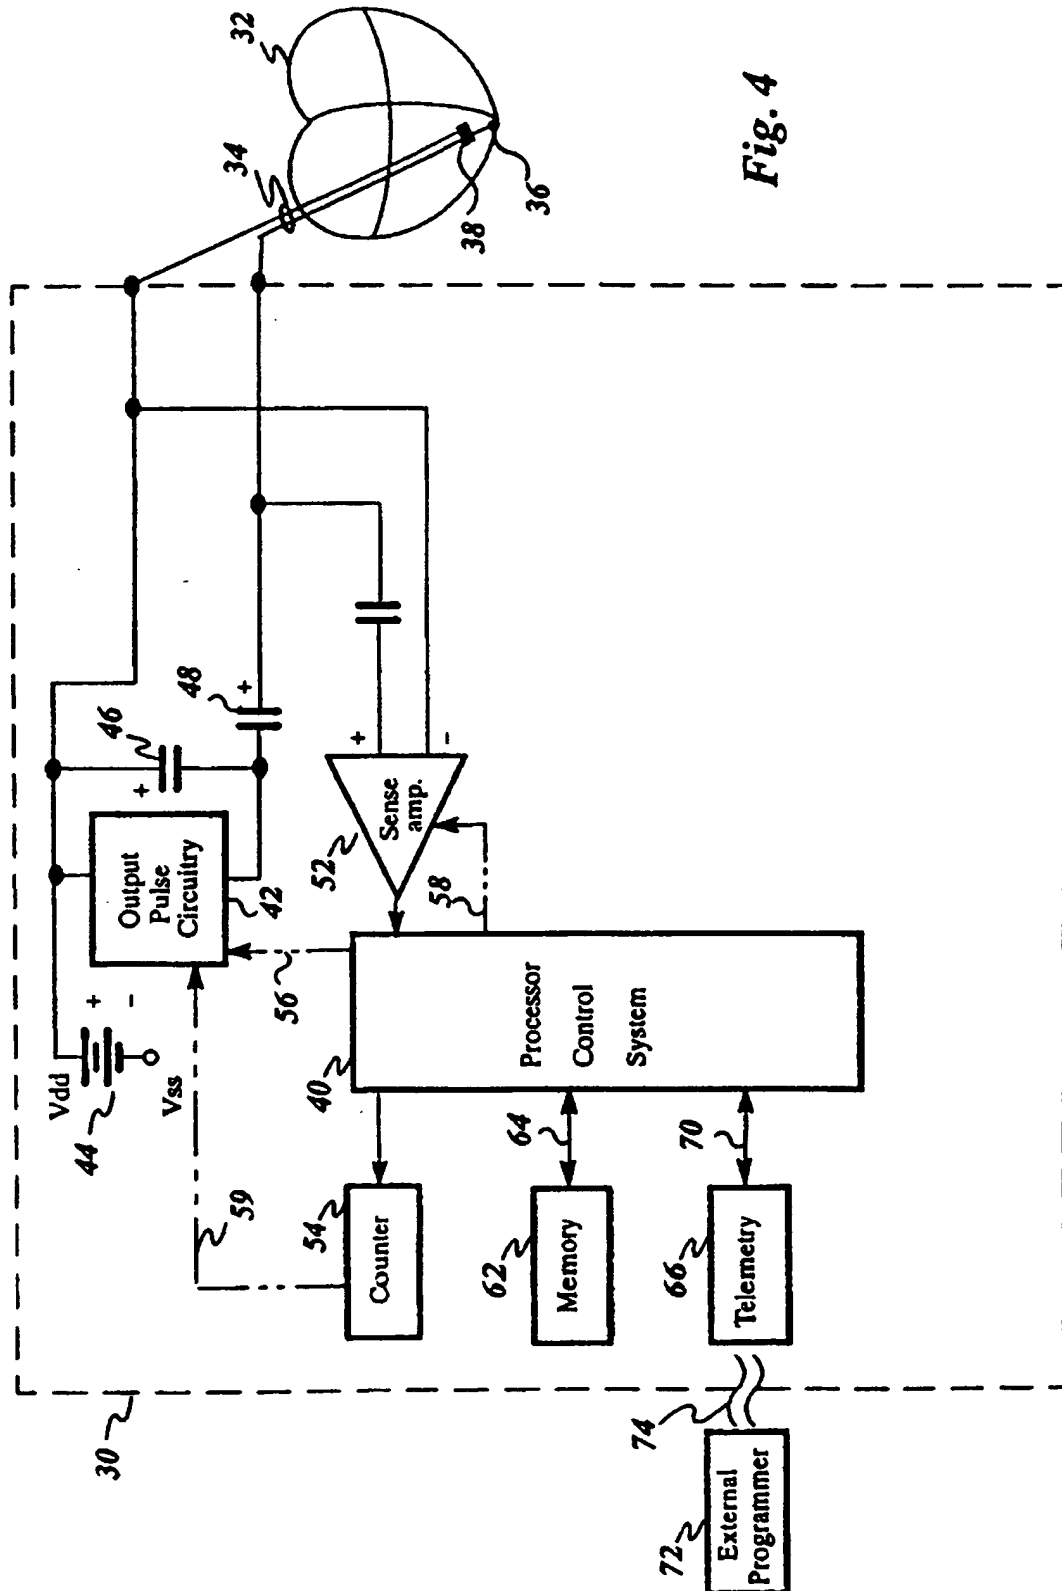 30
Vdd
44
+
-
Vss
Output
Pulse
Circuitry
42
46
+
48
+
34
32
38
36
59
56
52
+
-
Sense
amp.
58
40
Processor
Control
System
54
Counter
62
Memory
64
66
Telemetry
70
74
72
External
Programmer
Fig. 4